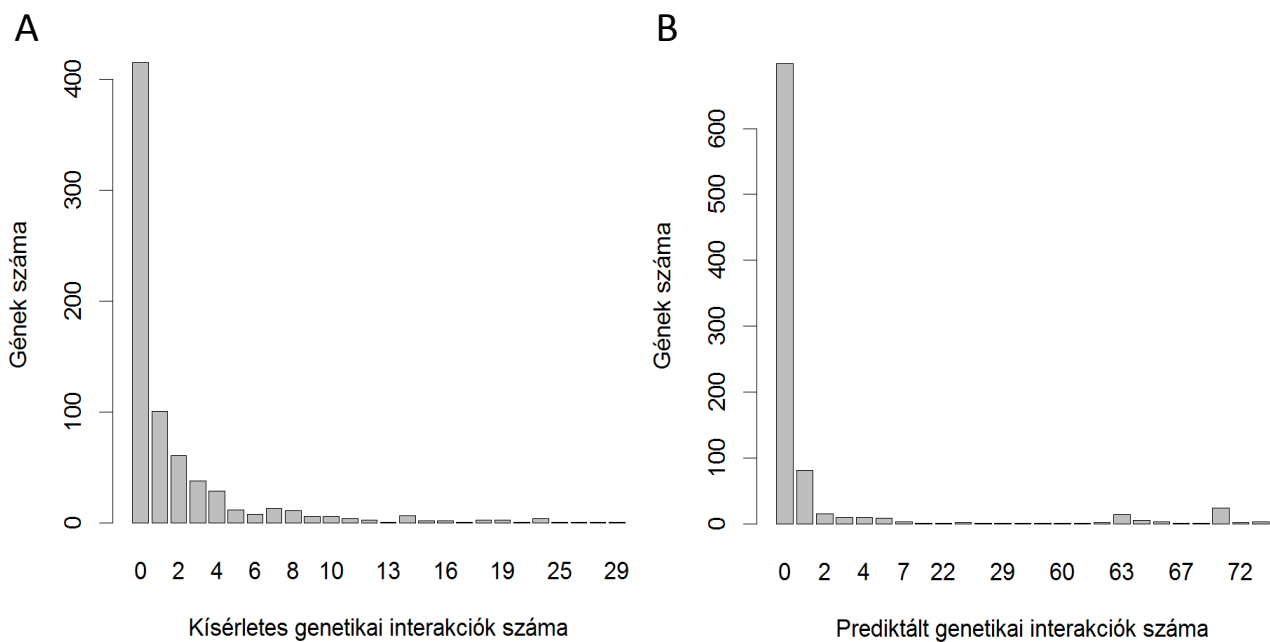 A
400
300
200
100
0
Gének száma
0 2 4 6 8 10 13 16 19 25 29
Kísérletes genetikai interakciók száma
B
600
500
400
300
200
100
0
Gének száma
0 2 4 7 22 29 60 63 67 72
Prediktált genetikai interakciók száma